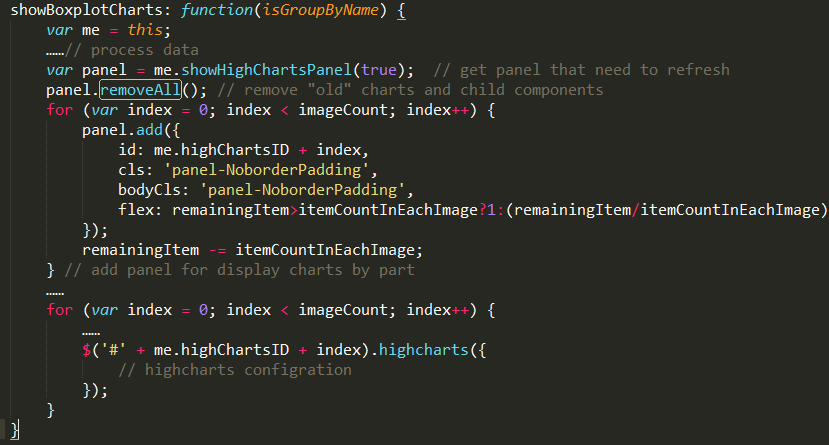 showBoxplotCharts: function(isGroupByName) {
    var me = this;
    ……// process data
    var panel = me.showHighChartsPanel(true);  // get panel that need to refresh
    panel.removeAll(); // remove "old" charts and child components
    for (var index = 0; index < imageCount; index++) {
        panel.add({
            id: me.highChartsID + index,
            cls: 'panel-NoborderPadding',
            bodyCls: 'panel-NoborderPadding',
            flex: remainingItem>itemCountInEachImage?1:(remainingItem/itemCountInEachImage)
        });
        remainingItem -= itemCountInEachImage;
    } // add panel for display charts by part
    ……
    for (var index = 0; index < imageCount; index++) {
        ……
        $('#' + me.highChartsID + index).highcharts({
            // highcharts configration
        });
    }
}